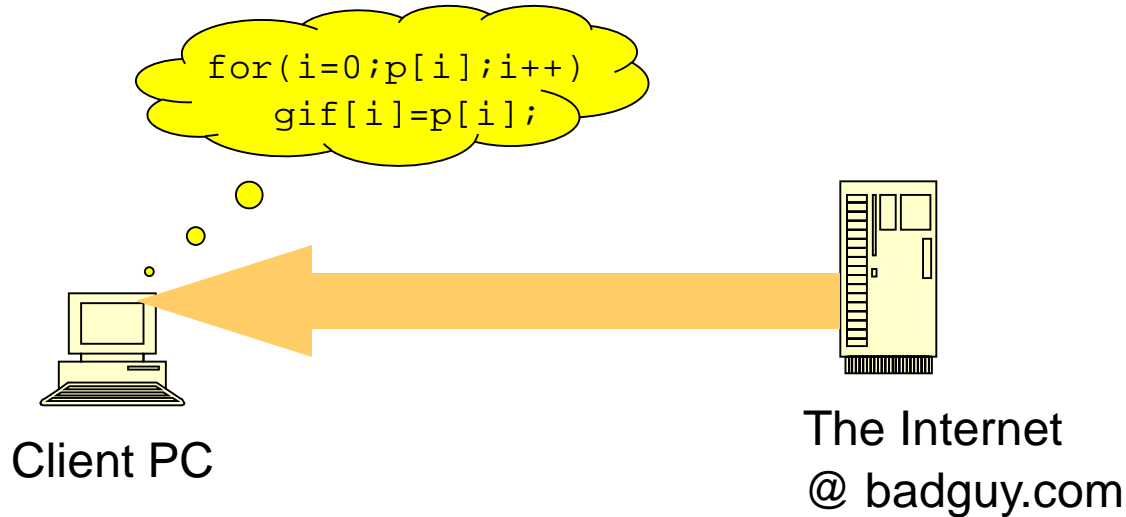 for(i=0;p[i];i++)
gif[i]=p[i];
Client PC
The Internet
@ badguy.com